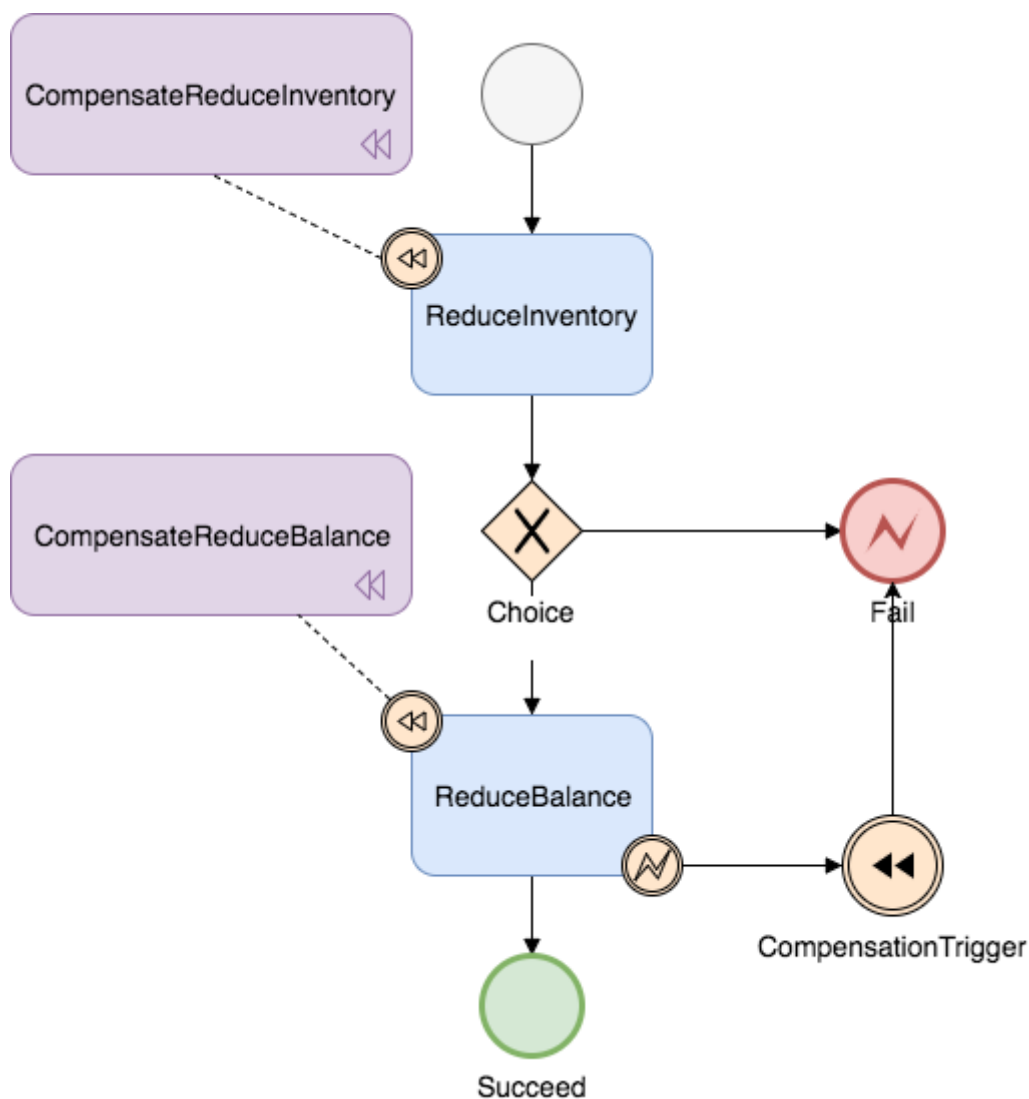 CompensateReduceInventory
ReduceInventory
CompensateReduceBalance
Choice
Fail
ReduceBalance
CompensationTrigger
Succeed